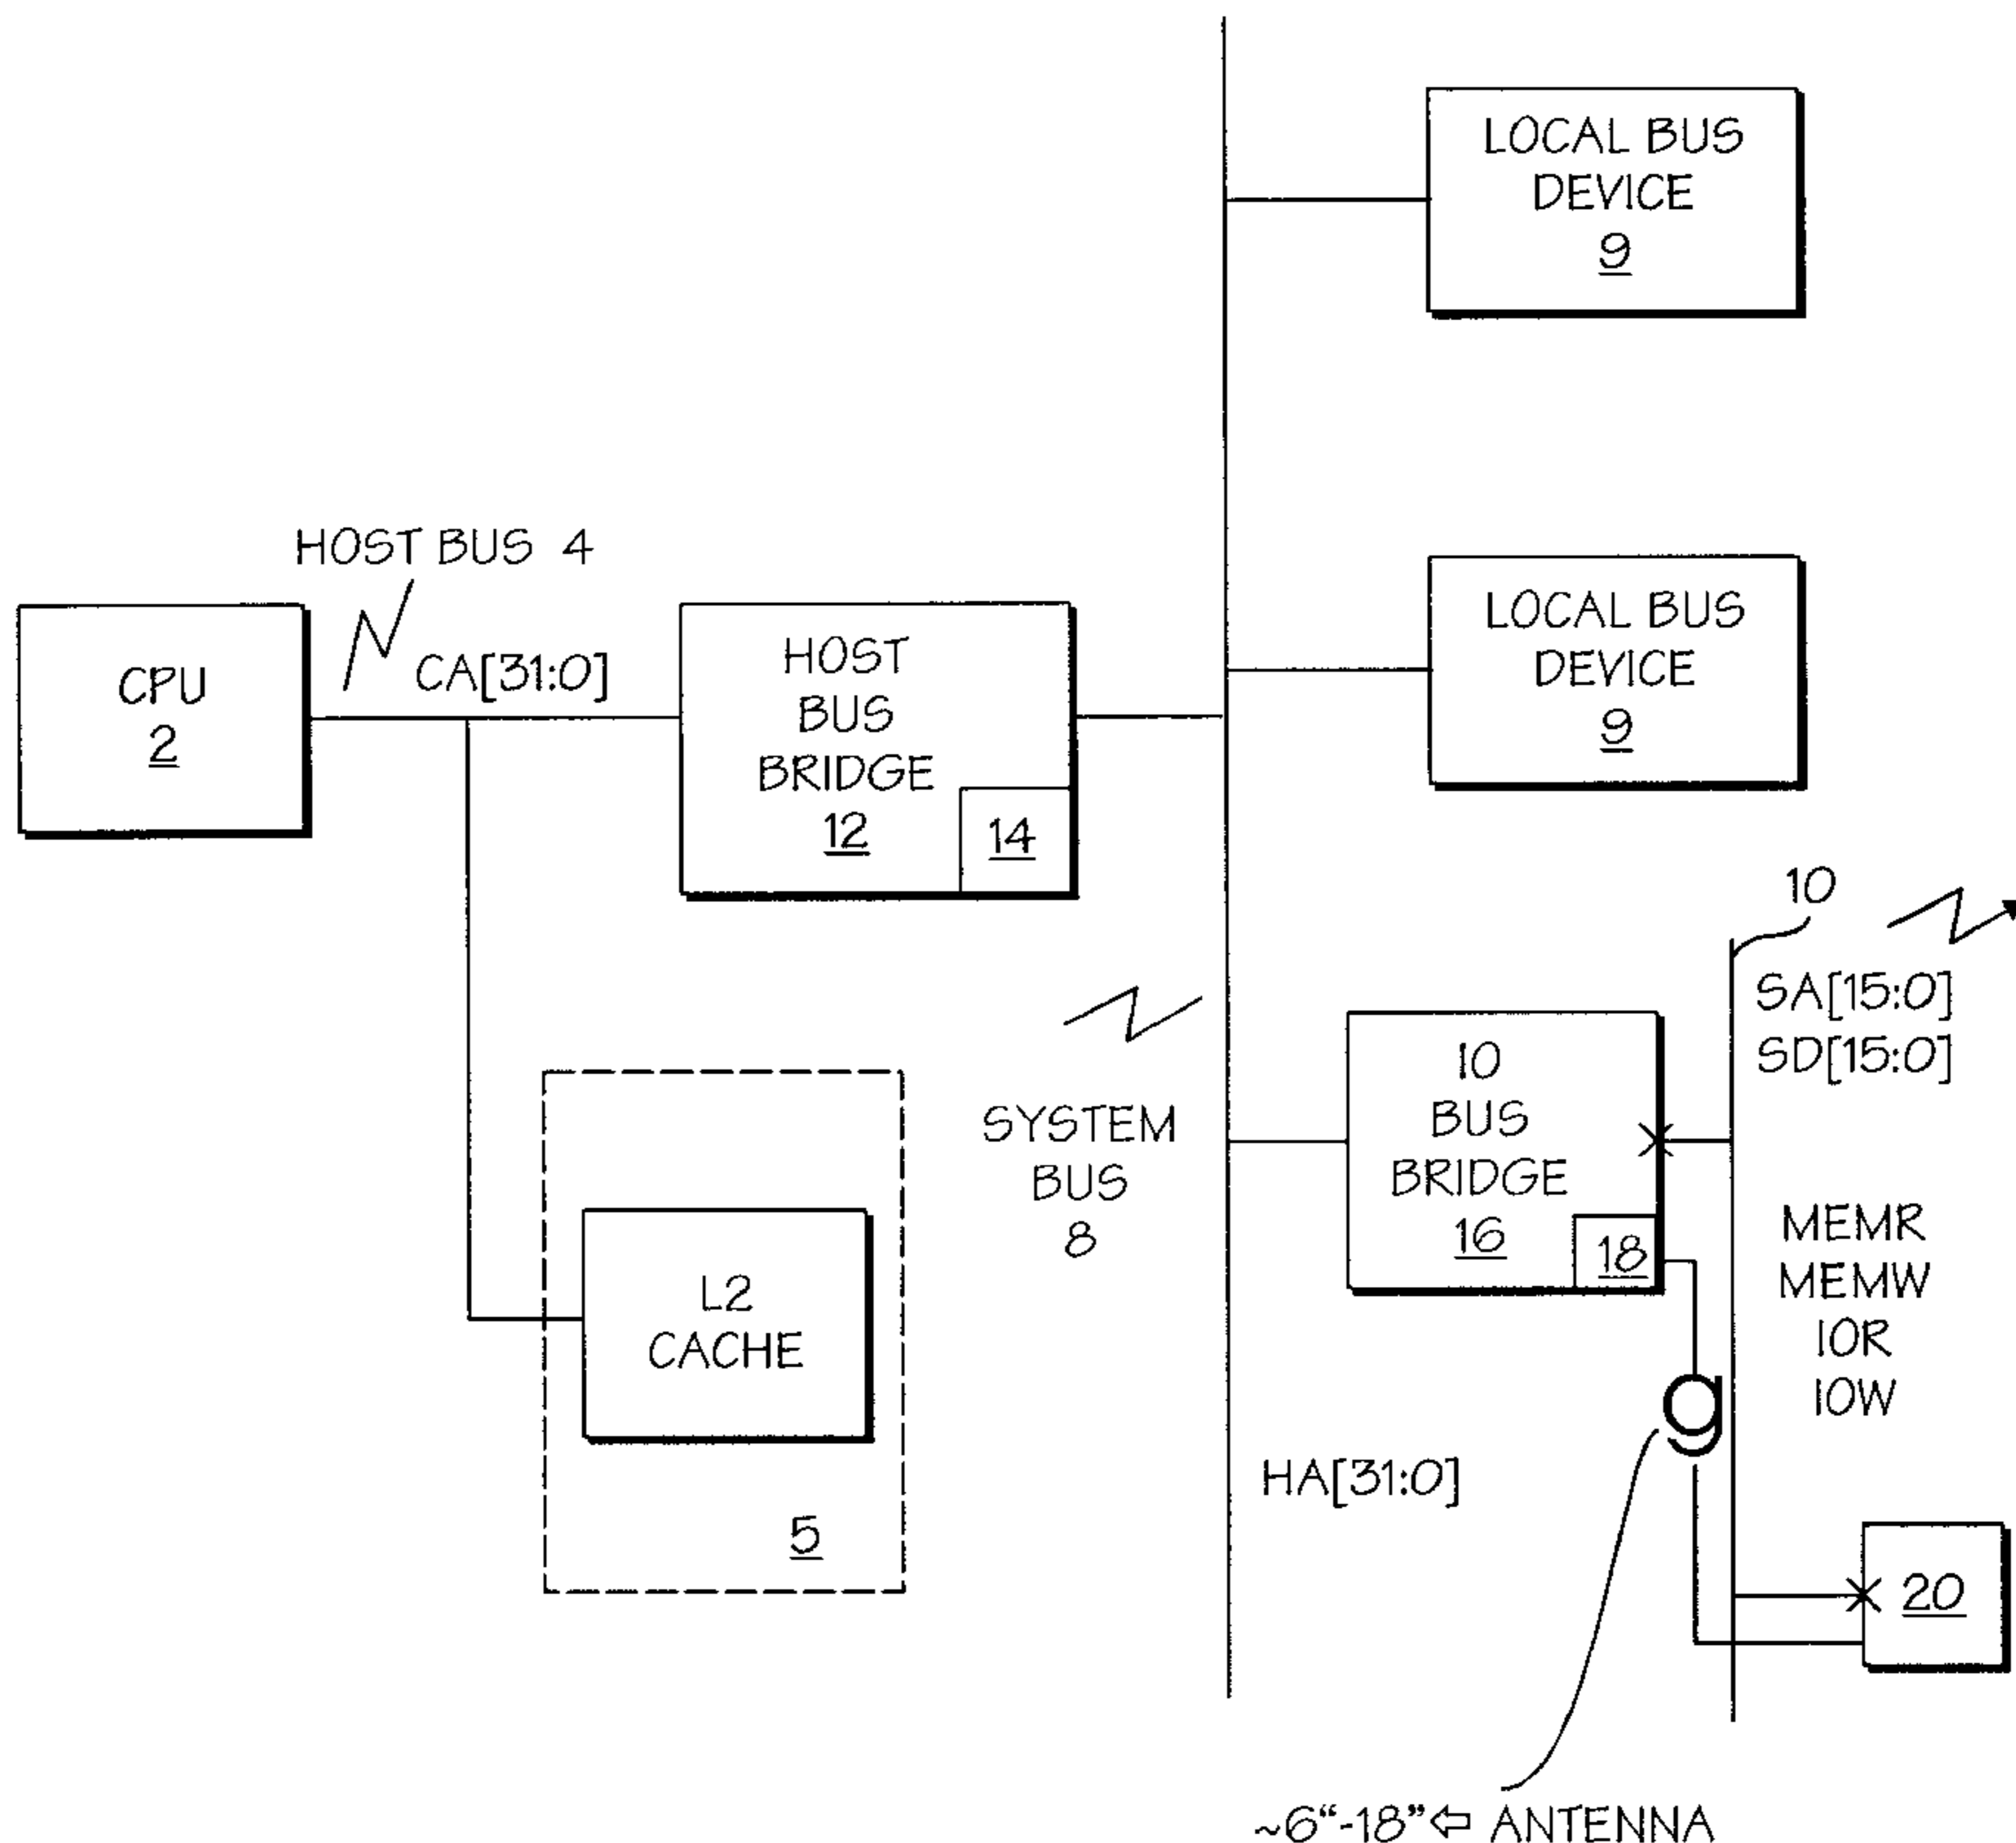 LOCAL BUS
DEVICE
9
HOST BUS 4
CPU
2
CA[31:0]
HOST
BUS
BRIDGE
12
14
LOCAL BUS
DEVICE
9
10
SA[15:0]
SD[15:0]
SYSTEM
BUS
8
IO
BUS
BRIDGE
16
18
MEMR
MEMW
IOR
IOW
L2
CACHE
5
HA[31:0]
20
~6“-18” ⇦ ANTENNA